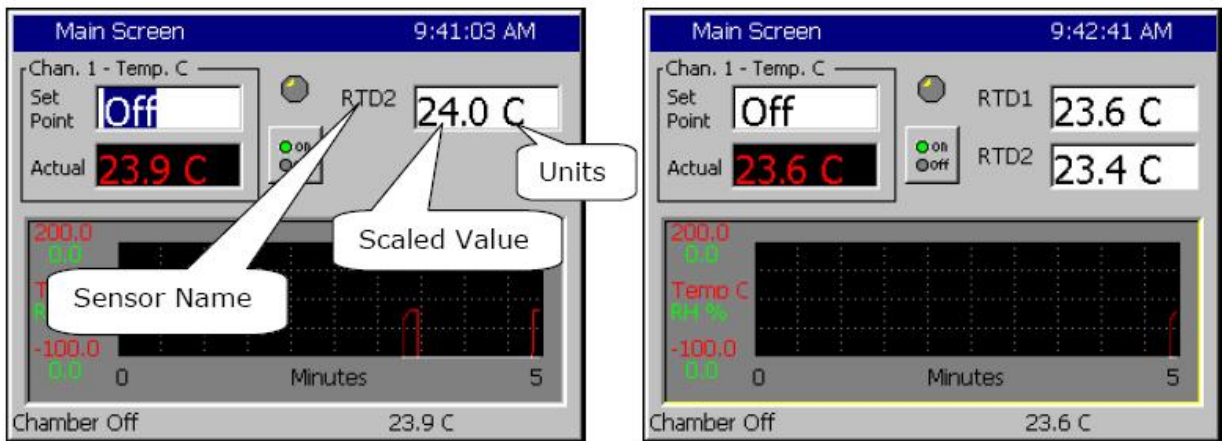 Main Screen 9:41:03 AM
Chan. 1 - Temp. C
Set Point Off
Actual 23.9 C
on
RTD2 24.0 C
Units
Scaled Value
Sensor Name
200.0
0.0
-100.0
0.0
0 Minutes 5
Chamber Off 23.9 C
Main Screen 9:42:41 AM
Chan. 1 - Temp. C
Set Point Off
Actual 23.6 C
on
off
RTD1 23.6 C
RTD2 23.4 C
200.0
0.0
Temp C
RH %
-100.0
0.0
0 Minutes 5
Chamber Off 23.6 C